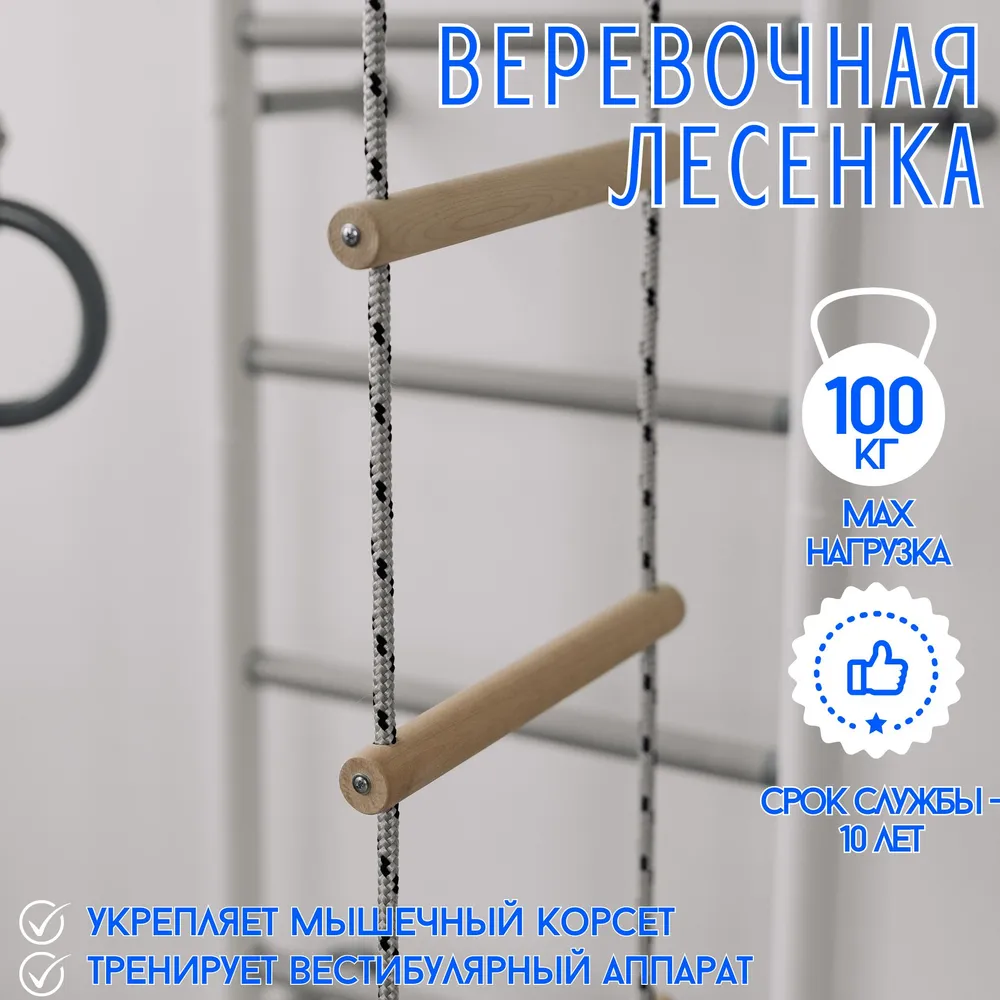 ВЕРЕВОЧНАЯ
ЛЕСЕНКА
100
КГ
MAX
НАГРУЗКА
СРОК СЛУЖБЫ -
10 ЛЕТ
УКРЕПЛЯЕТ МЫШЕЧНЫЙ КОРСЕТ
ТРЕНИРУЕТ ВЕСТИБУЛЯРНЫЙ АППАРАТ